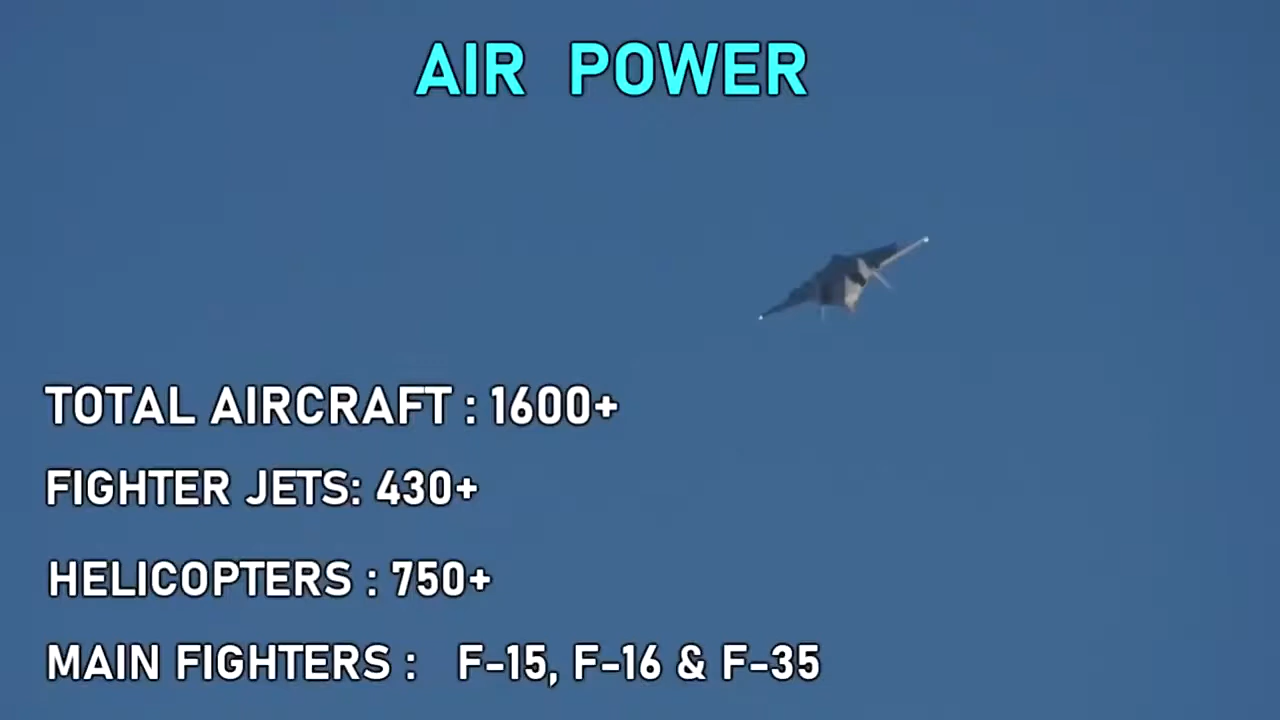 AIR POWER
TOTAL AIRCRAFT : 1600+
FIGHTER JETS: 430+
HELICOPTERS : 750+
MAIN FIGHTERS : F-15, F-16 & F-35